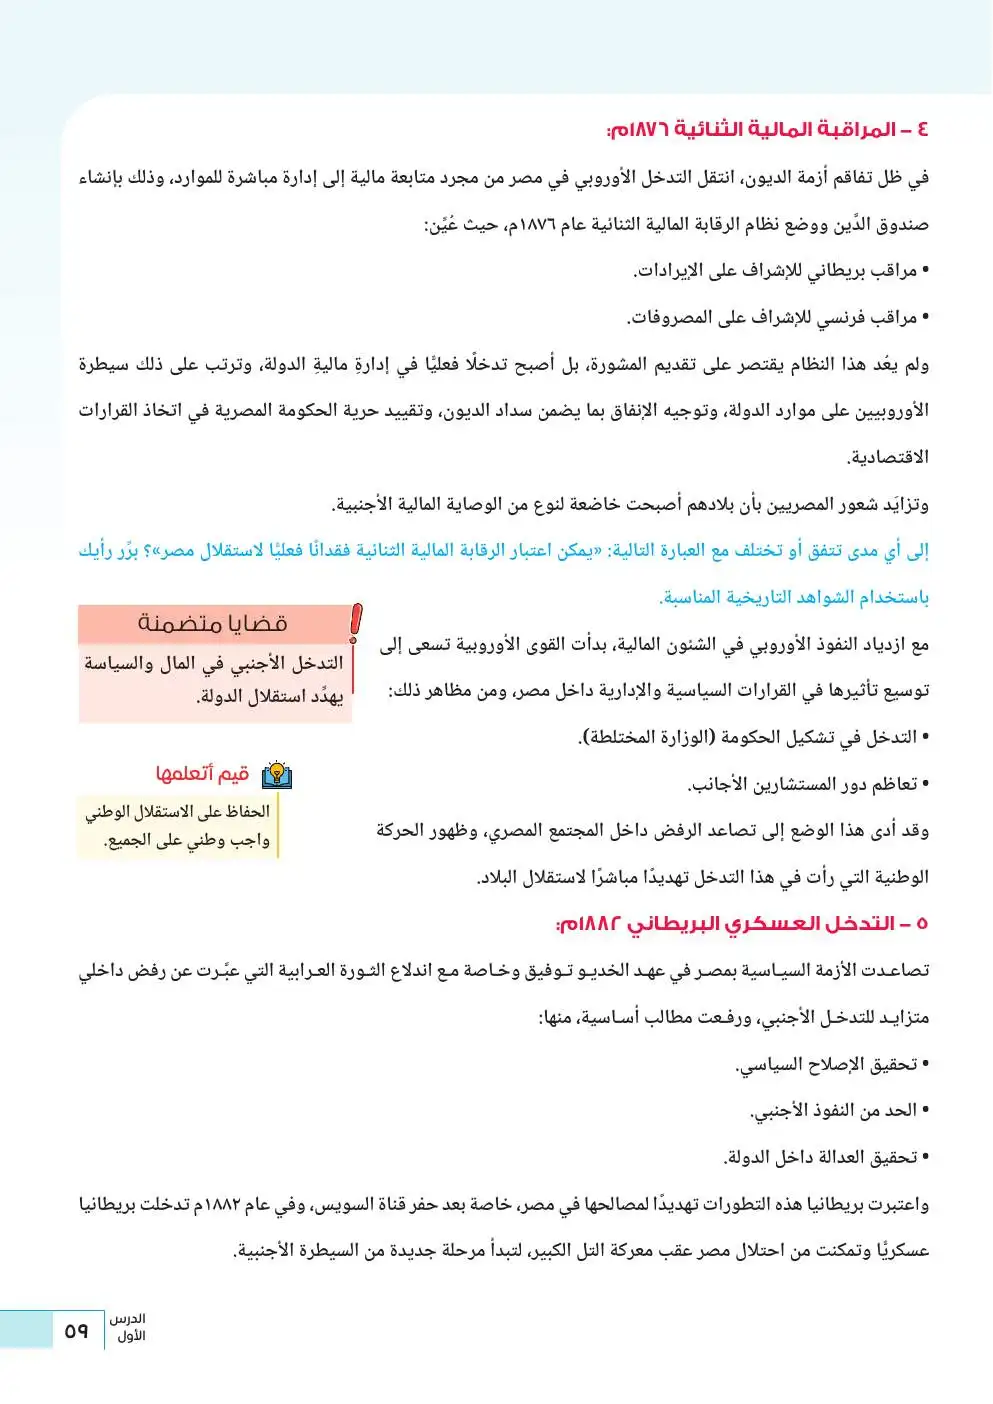 ٤ - المراقبة المالية الثنائية ١٨٧٦م:
في ظل تفاقم أزمة الديون، انتقل التدخل الأوروبي في مصر من مجرد متابعة مالية إلى إدارة مباشرة للموارد، وذلك بإنشاء
صندوق الدَّين ووضع نظام الرقابة المالية الثنائية عام ١٨٧٦م، حيث عُيِّن:
• مراقب بريطاني للإشراف على الإيرادات.
• مراقب فرنسي للإشراف على المصروفات.
ولم يعُد هذا النظام يقتصر على تقديم المشورة، بل أصبح تدخلًا فعليًّا في إدارةِ ماليةِ الدولة، وترتب على ذلك سيطرة
الأوروبيين على موارد الدولة، وتوجيه الإنفاق بما يضمن سداد الديون، وتقييد حرية الحكومة المصرية في اتخاذ القرارات
الاقتصادية.
وتزايَد شعور المصريين بأن بلادهم أصبحت خاضعة لنوع من الوصاية المالية الأجنبية.
إلى أي مدى تتفق أو تختلف مع العبارة التالية: «يمكن اعتبار الرقابة المالية الثنائية فقدانًا فعليًّا لاستقلال مصر»؟ برِّر رأيك
باستخدام الشواهد التاريخية المناسبة.
مع ازدياد النفوذ الأوروبي في الشئون المالية، بدأت القوى الأوروبية تسعى إلى
توسيع تأثيرها في القرارات السياسية والإدارية داخل مصر، ومن مظاهر ذلك:
• التدخل في تشكيل الحكومة (الوزارة المختلطة).
• تعاظم دور المستشارين الأجانب.
وقد أدى هذا الوضع إلى تصاعد الرفض داخل المجتمع المصري، وظهور الحركة
الوطنية التي رأت في هذا التدخل تهديدًا مباشرًا لاستقلال البلاد.
قضايا متضمنة
التدخل الأجنبي في المال والسياسة
يهدِّد استقلال الدولة.
قيم أتعلمها
الحفاظ على الاستقلال الوطني
واجب وطني على الجميع.
٥ - التدخل العسكري البريطاني ١٨٨٢م:
تصاعدت الأزمة السياسية بمصر في عهد الخديو توفيق وخاصة مع اندلاع الثورة العرابية التي عبَّرت عن رفض داخلي
متزايد للتدخل الأجنبي، ورفعت مطالب أساسية، منها:
• تحقيق الإصلاح السياسي.
• الحد من النفوذ الأجنبي.
• تحقيق العدالة داخل الدولة.
واعتبرت بريطانيا هذه التطورات تهديدًا لمصالحها في مصر، خاصة بعد حفر قناة السويس، وفي عام ١٨٨٢م تدخلت بريطانيا
عسكريًّا وتمكنت من احتلال مصر عقب معركة التل الكبير، لتبدأ مرحلة جديدة من السيطرة الأجنبية.
الدرس
الأول
٥٩